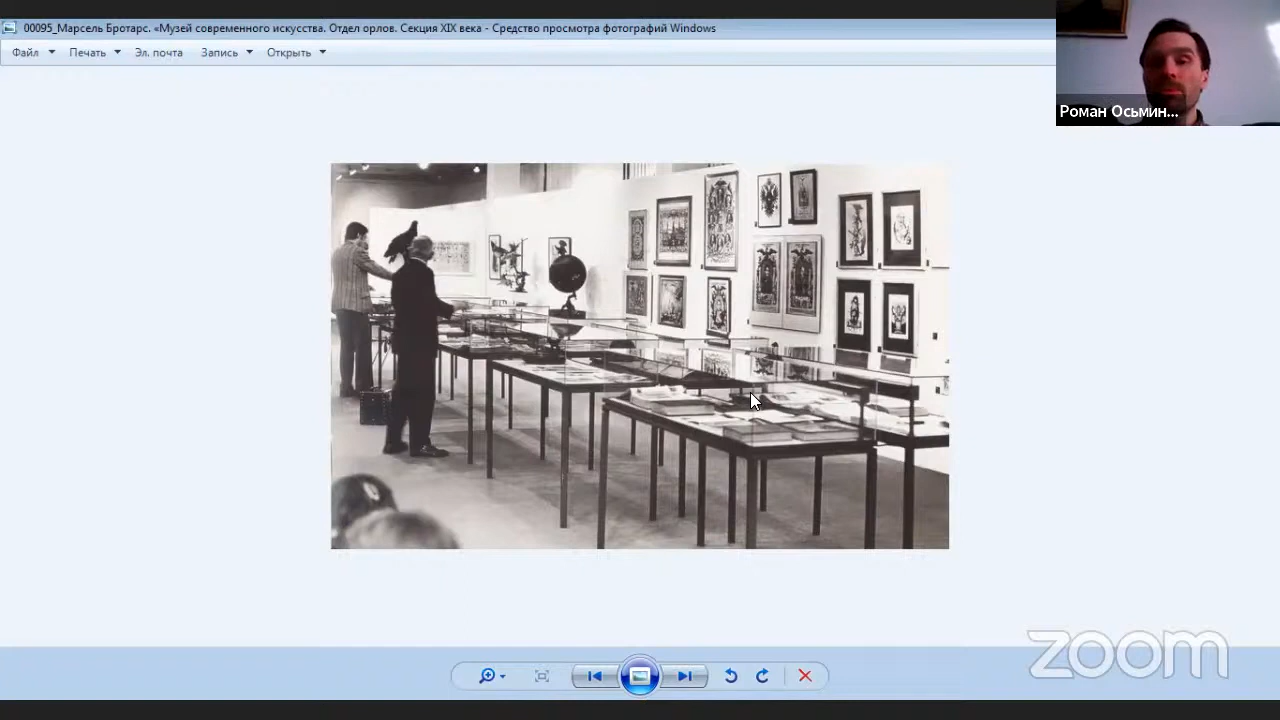 00095_Марсель Бротарс. «Музей современного искусства. Отдел орлов. Секция XIX века - Средство просмотра фотографий Windows
Файл Печать Эл. почта Запись Открыть
Роман Осьмин...
zoom